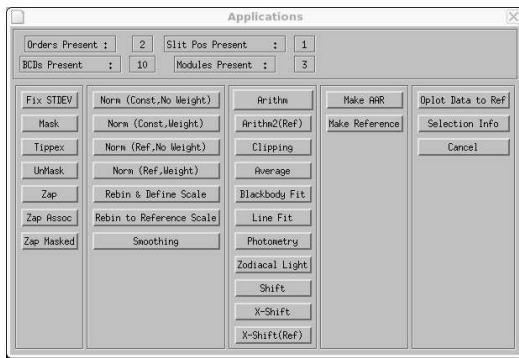 Applications
Orders Present : 2 Slit Pos Present : 1
BCDs Present : 10 Modules Present : 3
Fix STDEV Norm (Const,No Weight) Arithm Make AAR Oplot Data to Ref
Mask Norm (Const,Weight) Arithm2(Ref) Make Reference Selection Info
Tippex Norm (Ref,No Weight) Clipping Cancel
UnMask Norm (Ref,Weight) Average
Zap Rebin & Define Scale Blackbody Fit
Zap Assoc Rebin to Reference Scale Line Fit
Zap Masked Smoothing Photometry
Zodiacal Light
Shift
X-Shift
X-Shift(Ref)